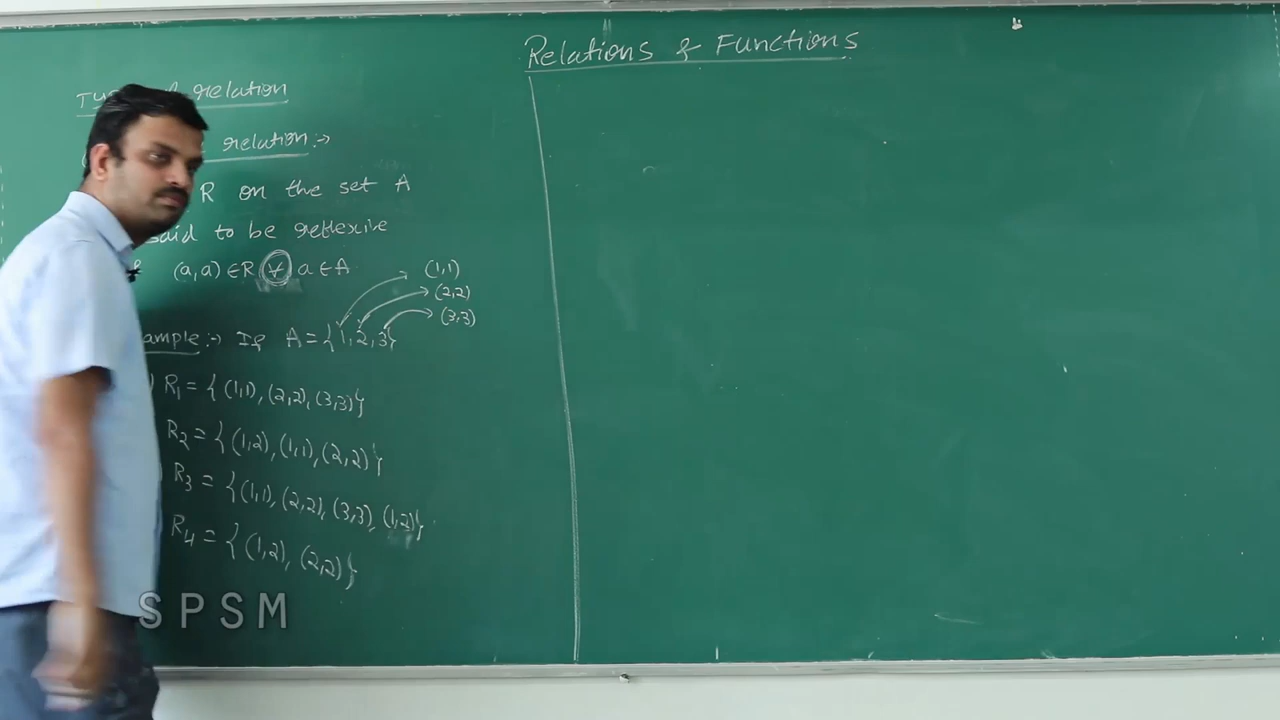 Relations & Functions
Types of relation
relation :->
R on the set A
said to be reflexive
(a,a) ∈ R ∀ a ∈ A
(1,1)
(2,2)
(3,3)
ample :-> If A = {1,2,3}
R₁ = {(1,1), (2,2), (3,3)}
R₂ = {(1,2), (1,1), (2,2)}
R₃ = {(1,1), (2,2), (3,3), (1,2)}
R₄ = {(1,2), (2,2)}
SPSM